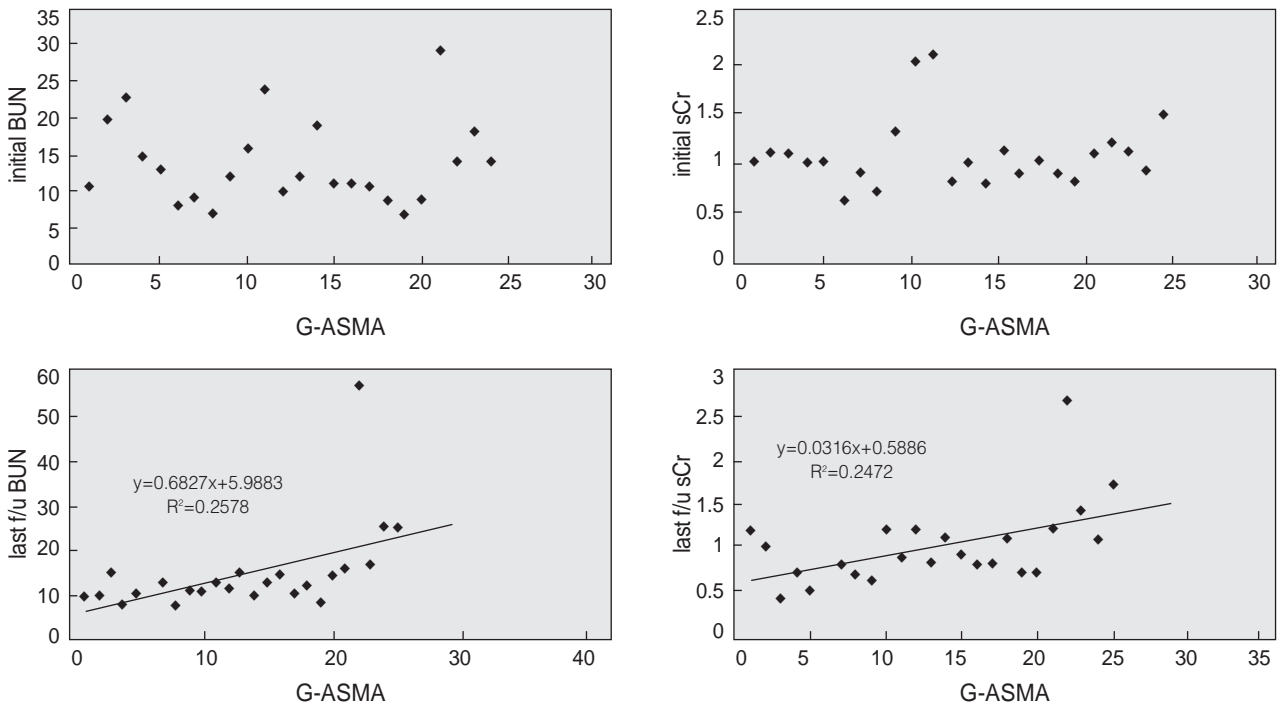 35
30
25
20
15
10
5
0
initial BUN
0 5 10 15 20 25 30
G-ASMA
2.5
2
1.5
1
0.5
0
initial sCr
0 5 10 15 20 25 30
G-ASMA
60
50
40
30
20
10
0
last f/u BUN
y=0.6827x+5.9883
R²=0.2578
0 10 20 30 40
G-ASMA
3
2.5
2
1.5
1
0.5
0
last f/u sCr
y=0.0316x+0.5886
R²=0.2472
0 5 10 15 20 25 30 35
G-ASMA